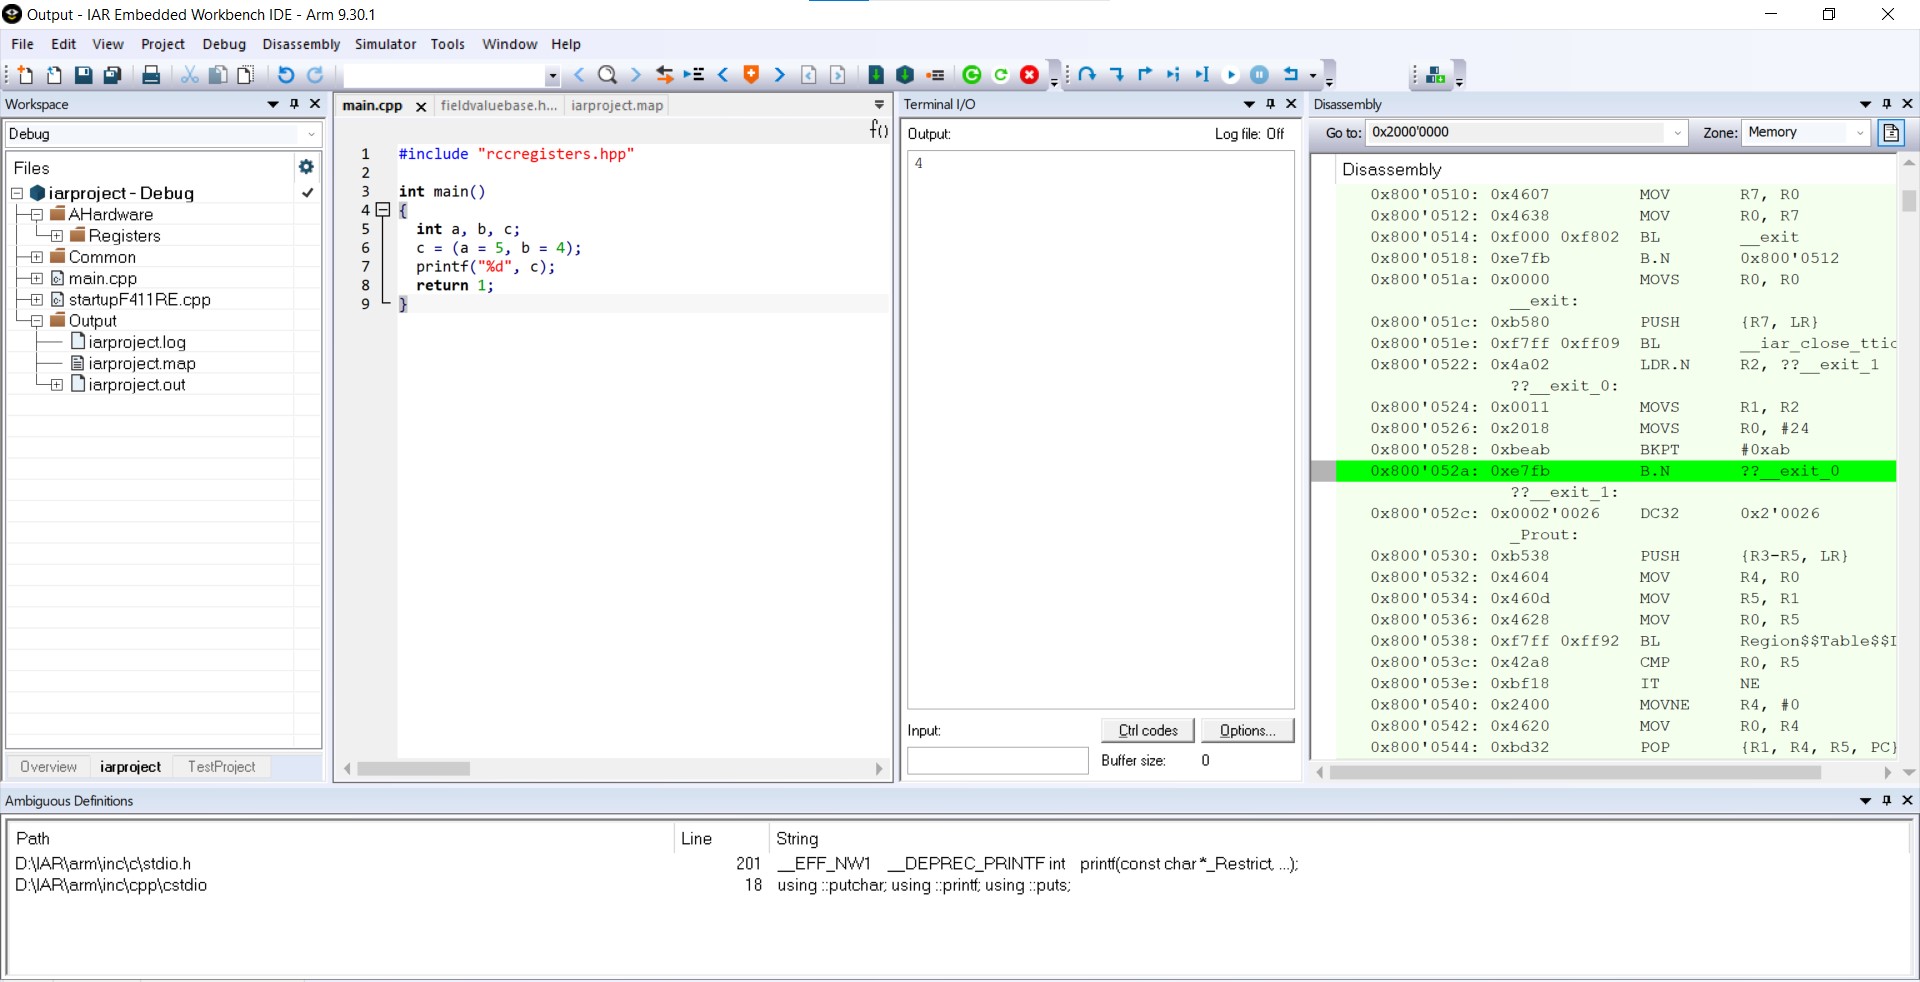 Output - IAR Embedded Workbench IDE - Arm 9.30.1
File Edit View Project Debug Disassembly Simulator Tools Window Help
Workspace
Debug
Files
iarproject - Debug
AHardware
Registers
Common
main.cpp
startupF411RE.cpp
Output
iarproject.log
iarproject.map
iarproject.out
Overview iarproject TestProject
main.cpp fieldvaluebase.h... iarproject.map
f()
1 #include "rccregisters.hpp"
2
3 int main()
4 {
5 int a, b, c;
6 c = (a = 5, b = 4);
7 printf("%d", c);
8 return 1;
9 }
Terminal I/O
Output: Log file: Off
4
Input: Ctrl codes Options...
Buffer size: 0
Disassembly
Go to: 0x2000'0000 Zone: Memory
Disassembly
0x800'0510: 0x4607 MOV R7, R0
0x800'0512: 0x4638 MOV R0, R7
0x800'0514: 0xf000 0xf802 BL __exit
0x800'0518: 0xe7fb B.N 0x800'0512
0x800'051a: 0x0000 MOVS R0, R0
__exit:
0x800'051c: 0xb580 PUSH {R7, LR}
0x800'051e: 0xf7ff 0xff09 BL __iar_close_ttio
0x800'0522: 0x4a02 LDR.N R2, ??__exit_1
??__exit_0:
0x800'0524: 0x0011 MOVS R1, R2
0x800'0526: 0x2018 MOVS R0, #24
0x800'0528: 0xbeab BKPT #0xab
0x800'052a: 0xe7fb B.N ??__exit_0
??__exit_1:
0x800'052c: 0x0002'0026 DC32 0x2'0026
_Prout:
0x800'0530: 0xb538 PUSH {R3-R5, LR}
0x800'0532: 0x4604 MOV R4, R0
0x800'0534: 0x460d MOV R5, R1
0x800'0536: 0x4628 MOV R0, R5
0x800'0538: 0xf7ff 0xff92 BL Region$$Table$$L
0x800'053c: 0x42a8 CMP R0, R5
0x800'053e: 0xbf18 IT NE
0x800'0540: 0x2400 MOVNE R4, #0
0x800'0542: 0x4620 MOV R0, R4
0x800'0544: 0xbd32 POP {R1, R4, R5, PC}
Ambiguous Definitions
Path Line String
D:\IAR\arm\inc\c\stdio.h 201 __EFF_NW1 __DEPREC_PRINTF int printf(const char *_Restrict, ...);
D:\IAR\arm\inc\cpp\cstdio 18 using ::putchar; using ::printf; using ::puts;